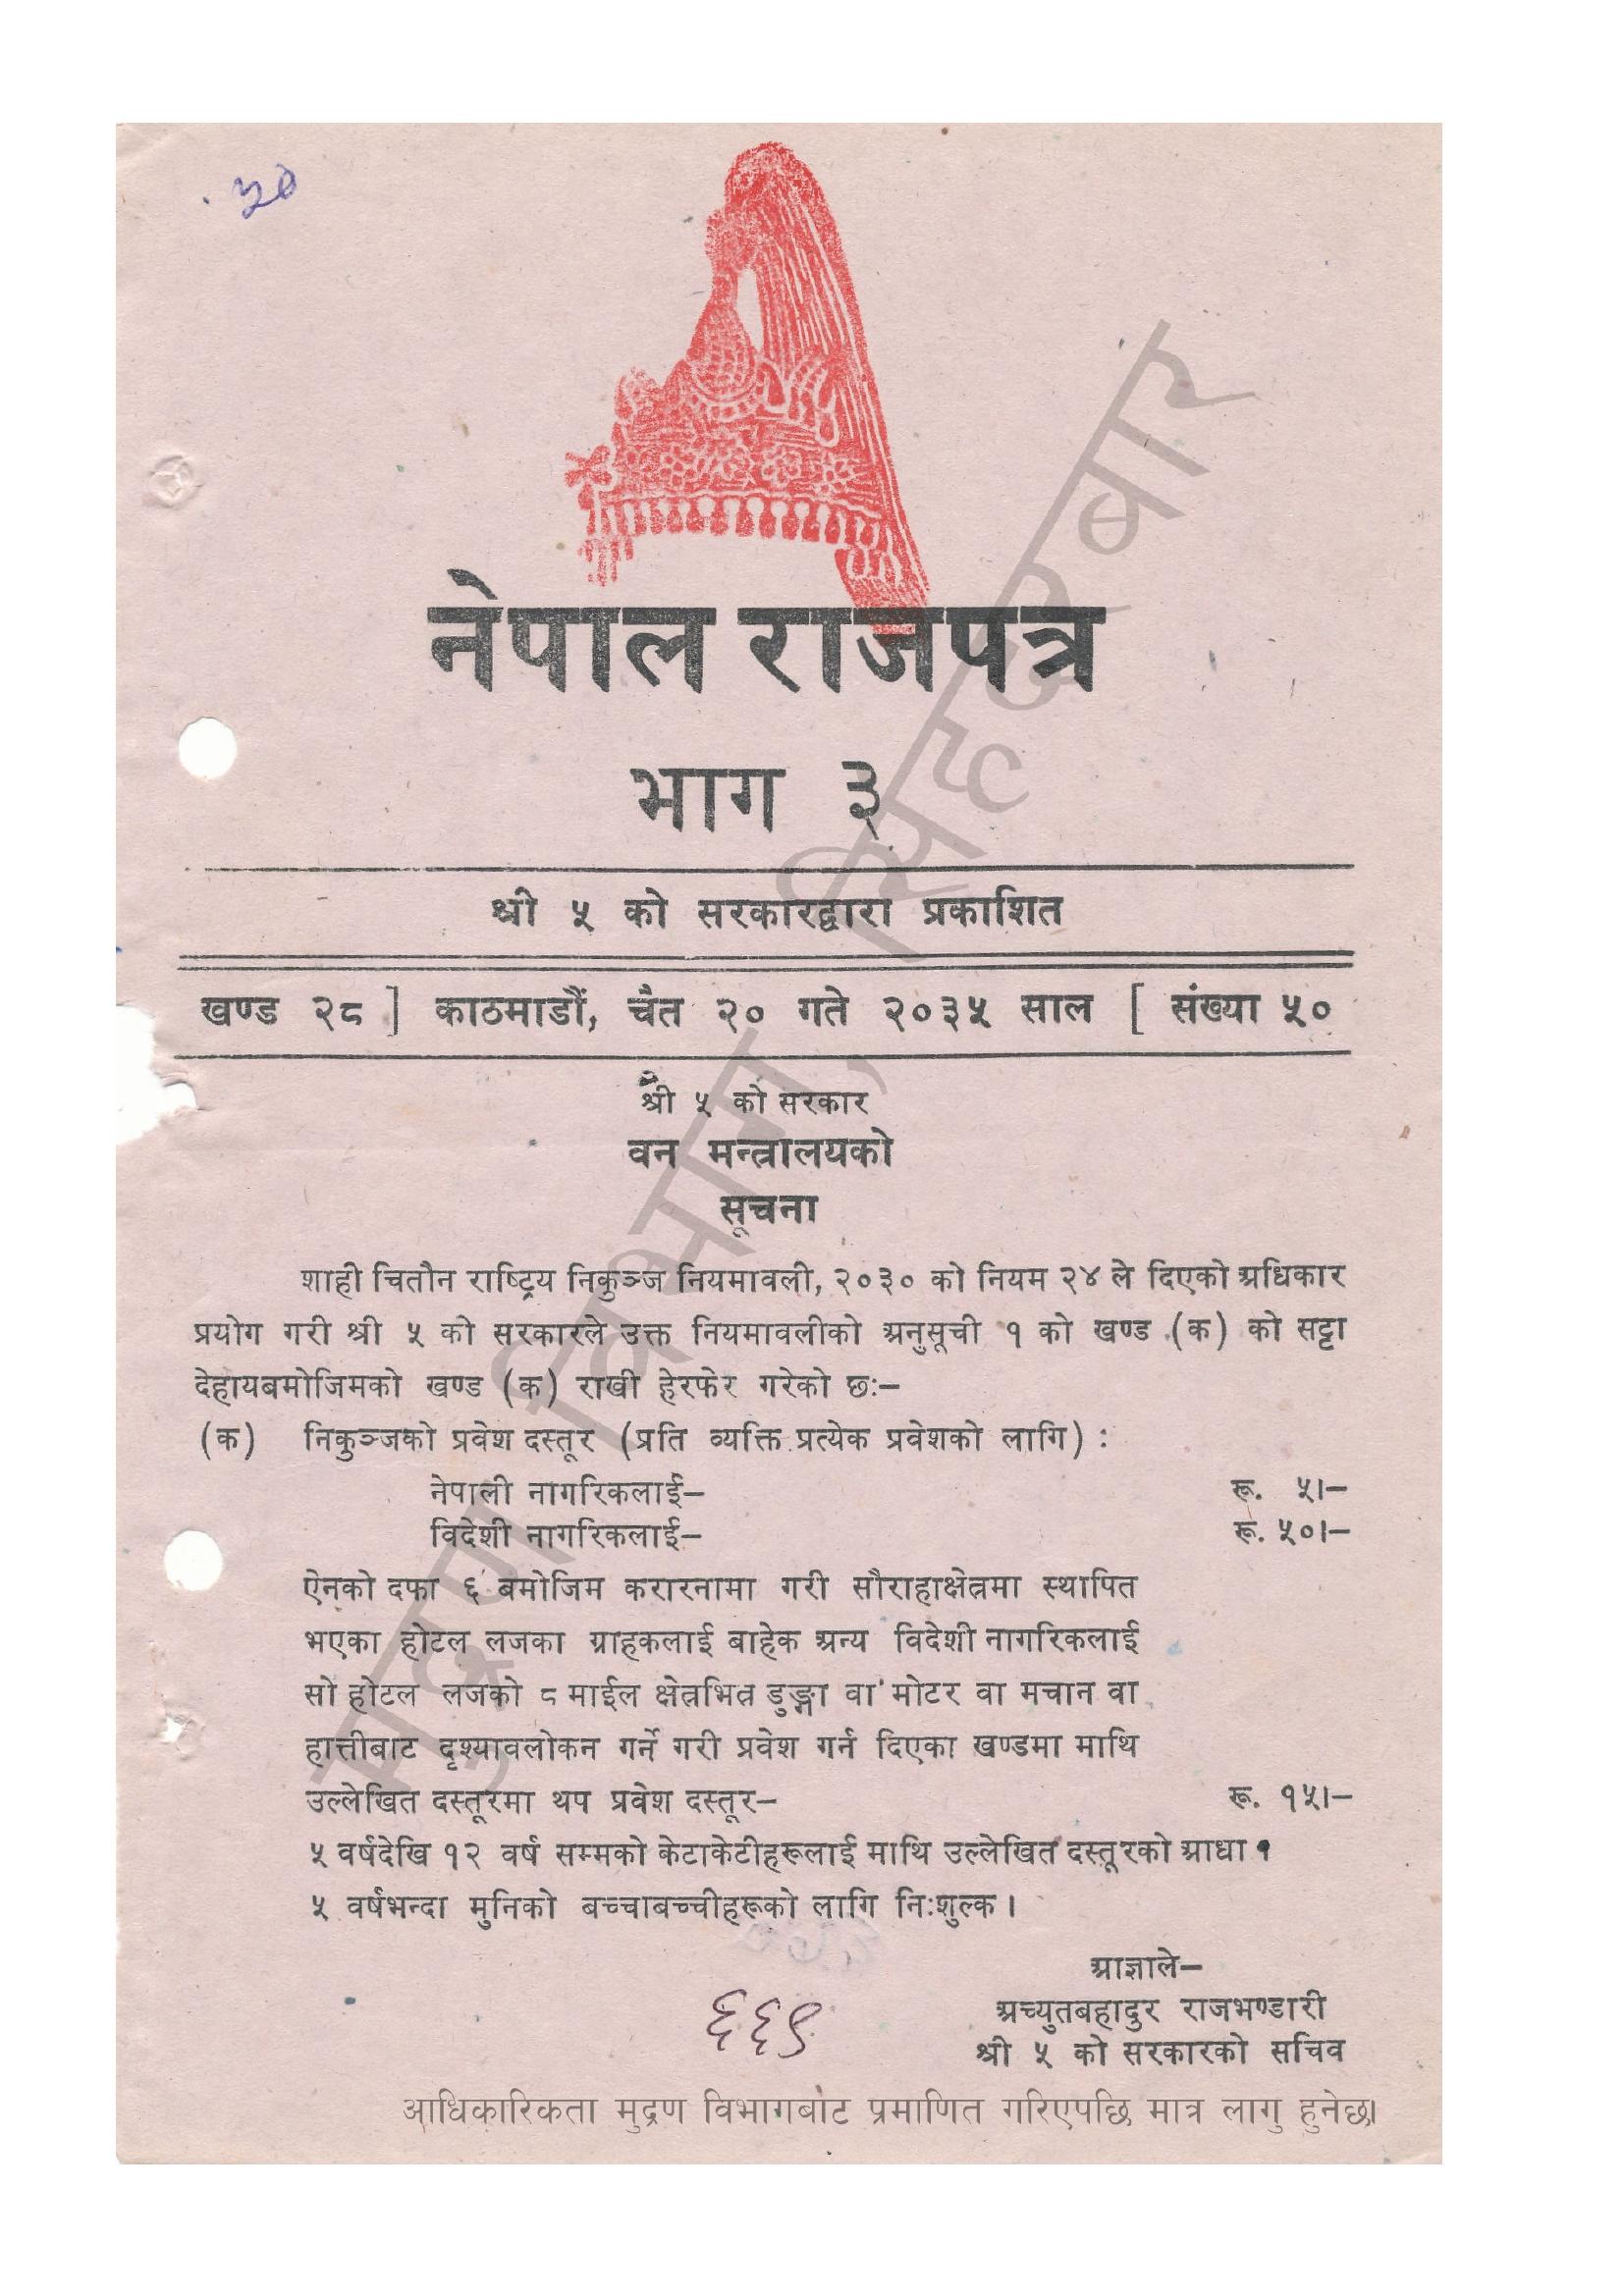 . ५०
नेपाल राजपत्र
भाग ३
श्री ५ को सरकारद्वारा प्रकाशित
खण्ड २८ ] काठमाडौं, चैत २० गते २०३५ साल [ संख्या ५०
श्री ५ को सरकार
वन मन्त्रालयको
सूचना
शाही चितौन राष्ट्रिय निकुञ्ज नियमावली, २०३० को नियम २४ ले दिएको अधिकार
प्रयोग गरी श्री ५ को सरकारले उक्त नियमावलीको अनुसूची १ को खण्ड (क) को सट्टा
देहायबमोजिमको खण्ड (क) राखी हेरफेर गरेको छः–
(क) निकुञ्जको प्रवेश दस्तूर (प्रति व्यक्ति प्रत्येक प्रवेशको लागि) :
नेपाली नागरिकलाई– रू. ५।–
विदेशी नागरिकलाई– रू. ५०।–
ऐनको दफा ६ बमोजिम करारनामा गरी सौराहाक्षेत्रमा स्थापित
भएका होटल लजका ग्राहकलाई बाहेक अन्य विदेशी नागरिकलाई
सो होटल लजको ८ माईल क्षेत्रभित्र डुङ्गा वा मोटर वा मचान वा
हात्तीबाट दृश्यावलोकन गर्ने गरी प्रवेश गर्न दिएका खण्डमा माथि
उल्लेखित दस्तूरमा थप प्रवेश दस्तूर– रू. १५।–
५ वर्षदेखि १२ वर्ष सम्मको केटाकेटीहरूलाई माथि उल्लेखित दस्तूरको आधा ।
५ वर्षभन्दा मुनिको बच्चाबच्चीहरूको लागि निःशुल्क ।
आज्ञाले–
अच्युतबहादुर राजभण्डारी
श्री ५ को सरकारको सचिव
६६९
आधिकारिकता मुद्रण विभागबाट प्रमाणित गरिएपछि मात्र लागु हुनेछ।
मुद्रण विभाग, सिंहदरबार